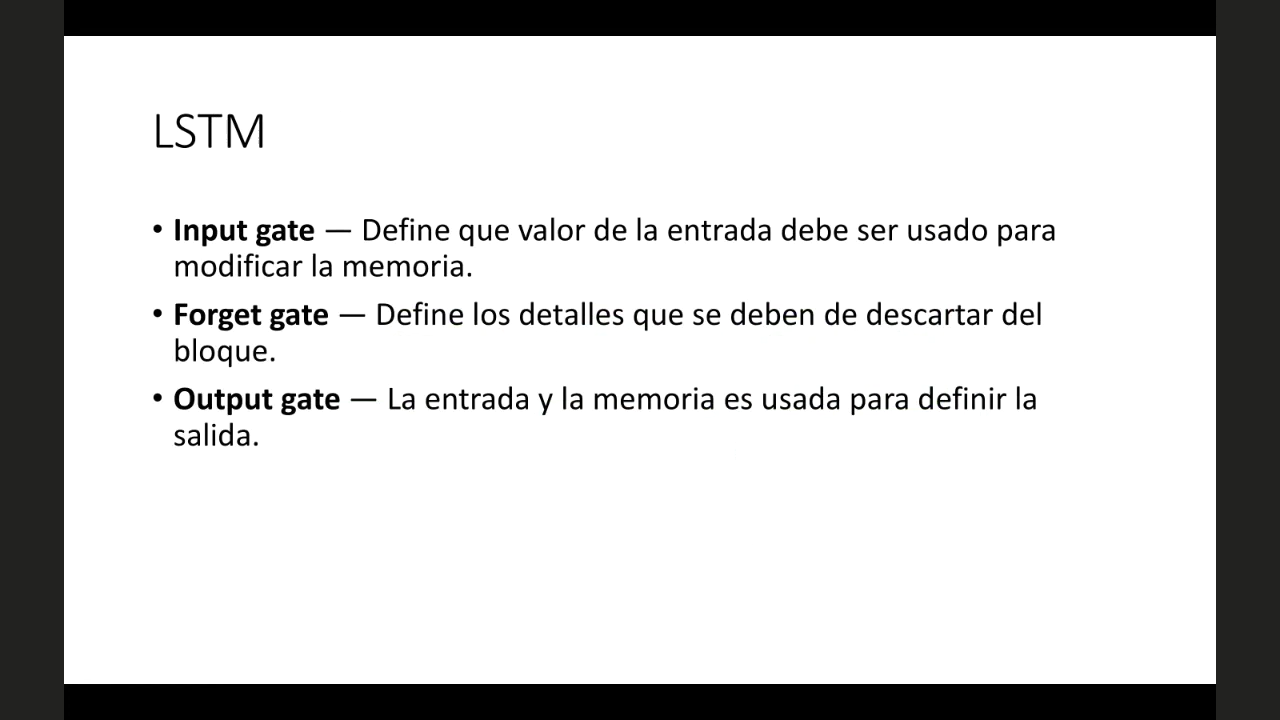 LSTM
• Input gate — Define que valor de la entrada debe ser usado para
modificar la memoria.
• Forget gate — Define los detalles que se deben de descartar del
bloque.
• Output gate — La entrada y la memoria es usada para definir la
salida.